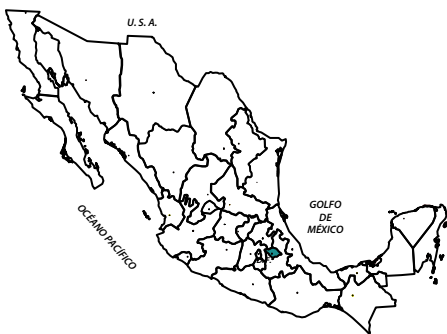 U. S. A.
GOLFO
DE
MÉXICO
OCÉANO PACÍFICO